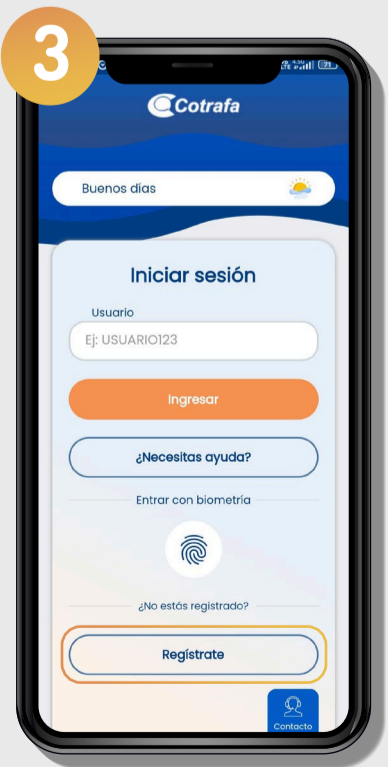 3
71
Cotrafa
Buenos días
Iniciar sesión
Usuario
Ej: USUARIO123
Ingresar
¿Necesitas ayuda?
Entrar con biometría
¿No estás registrado?
Regístrate
Contacto